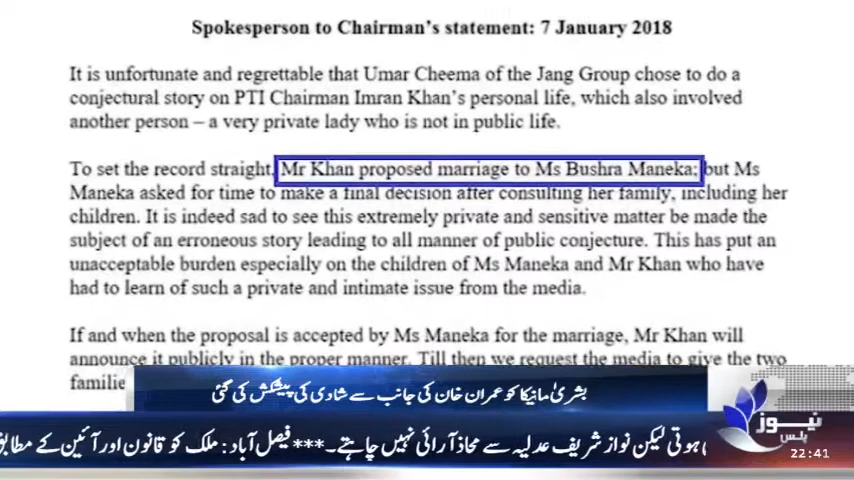 Spokesperson to Chairman's statement: 7 January 2018
It is unfortunate and regrettable that Umar Cheema of the Jang Group chose to do a
conjectural story on PTI Chairman Imran Khan's personal life, which also involved
another person – a very private lady who is not in public life.
To set the record straight. Mr Khan proposed marriage to Ms Bushra Maneka; but Ms
Maneka asked for time to make a final decision after consulting her family, including her
children. It is indeed sad to see this extremely private and sensitive matter be made the
subject of an erroneous story leading to all manner of public conjecture. This has put an
unacceptable burden especially on the children of Ms Maneka and Mr Khan who have
had to learn of such a private and intimate issue from the media.
If and when the proposal is accepted by Ms Maneka for the marriage, Mr Khan will
announce it publicly in the proper manner. Till then we request the media to give the two
familie
بشریٰ مانیکا کو عمران خان کی جانب سے شادی کی پیشکش کی گئی
ہوتی لیکن نواز شریف عدلیہ سے محاذ آرائی نہیں چاہتے۔***فیصل آباد: ملک کو قانون اور آئین کے مطابق
نیوز
پلس
22:41